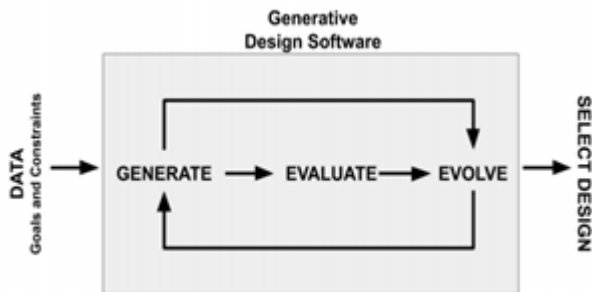 Generative
Design Software
DATA
Goals and Constraints
GENERATE
EVALUATE
EVOLVE
SELECT DESIGN